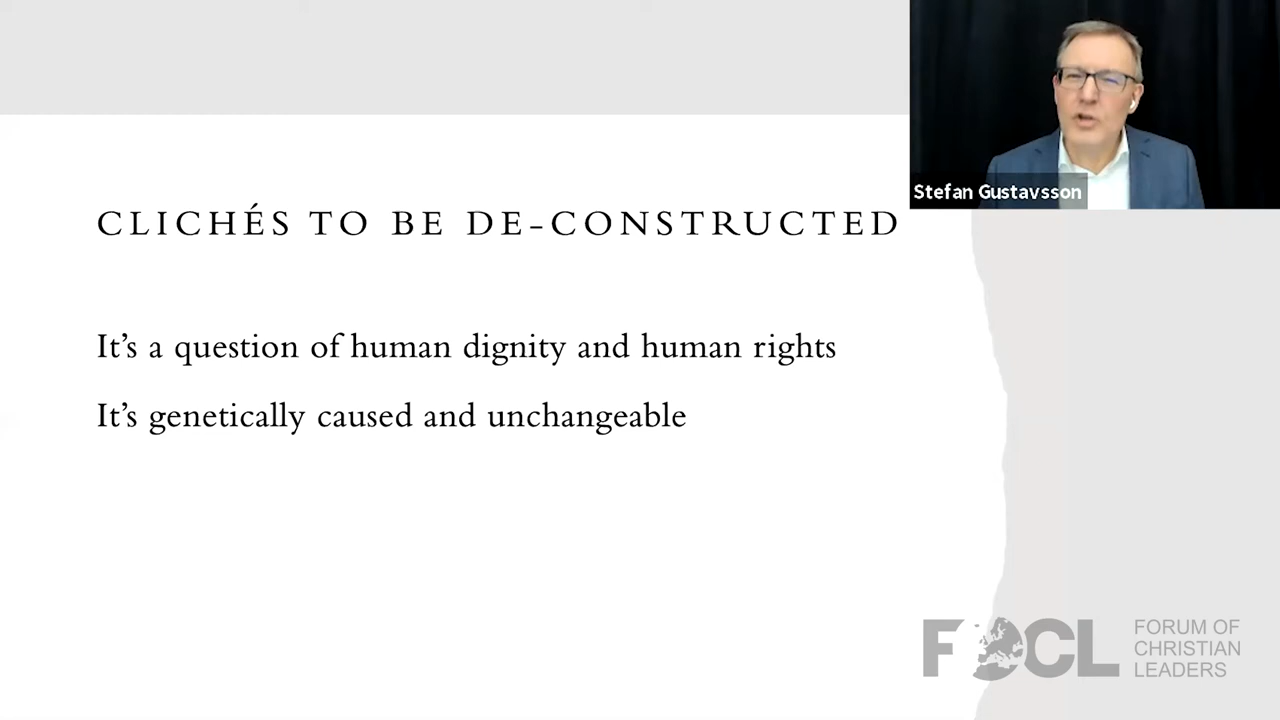 Stefan Gustavsson
CLICHÉS TO BE DE-CONSTRUCTED
It’s a question of human dignity and human rights
It’s genetically caused and unchangeable
FOCL
FORUM OF
CHRISTIAN
LEADERS